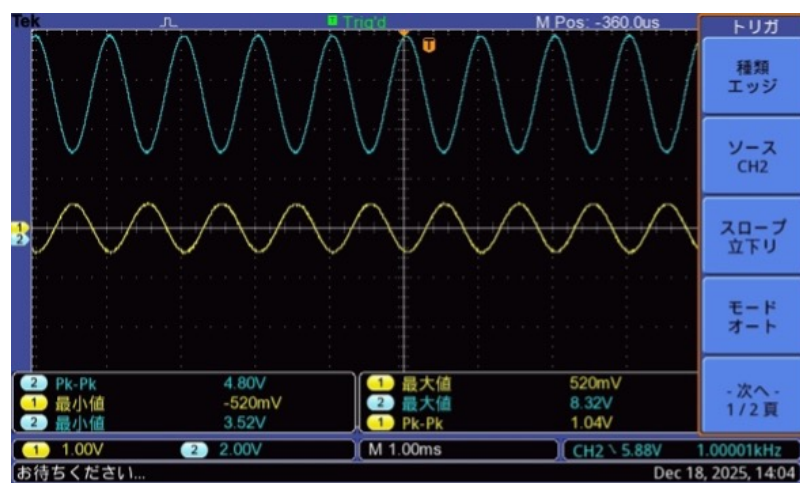 Tek T Trig'd M Pos: -360.0us トリガ
T
種類
エッジ
ソース
CH2
1
2
スロープ
立下り
モード
オート
2 Pk-Pk 4.80V 1 最大値 520mV
1 最小値 -520mV 2 最大値 8.32V
2 最小値 3.52V 1 Pk-Pk 1.04V
- 次へ -
1 / 2 頁
1 1.00V 2 2.00V M 1.00ms CH2 \ 5.88V 1.00001kHz
お待ちください... Dec 18, 2025, 14:04